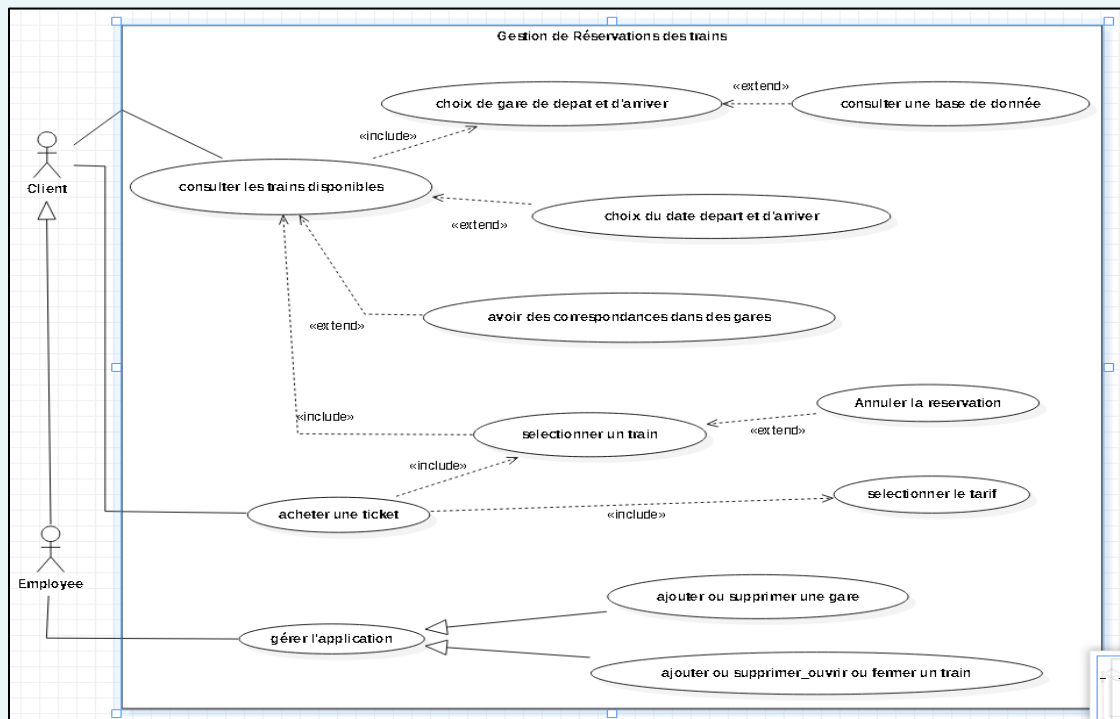 Gestion de Réservations des trains
«extend»
choix de gare de depat et d'arriver
consulter une base de donnée
«include»
Client
consulter les trains disponibles
choix du date depart et d'arriver
«extend»
avoir des correspondances dans des gares
«extend»
Annuler la reservation
«include»
selectionner un train
«extend»
«include»
selectionner le tarif
acheter une ticket
«include»
Employee
ajouter ou supprimer une gare
gérer l'application
ajouter ou supprimer_ouvrir ou fermer un train